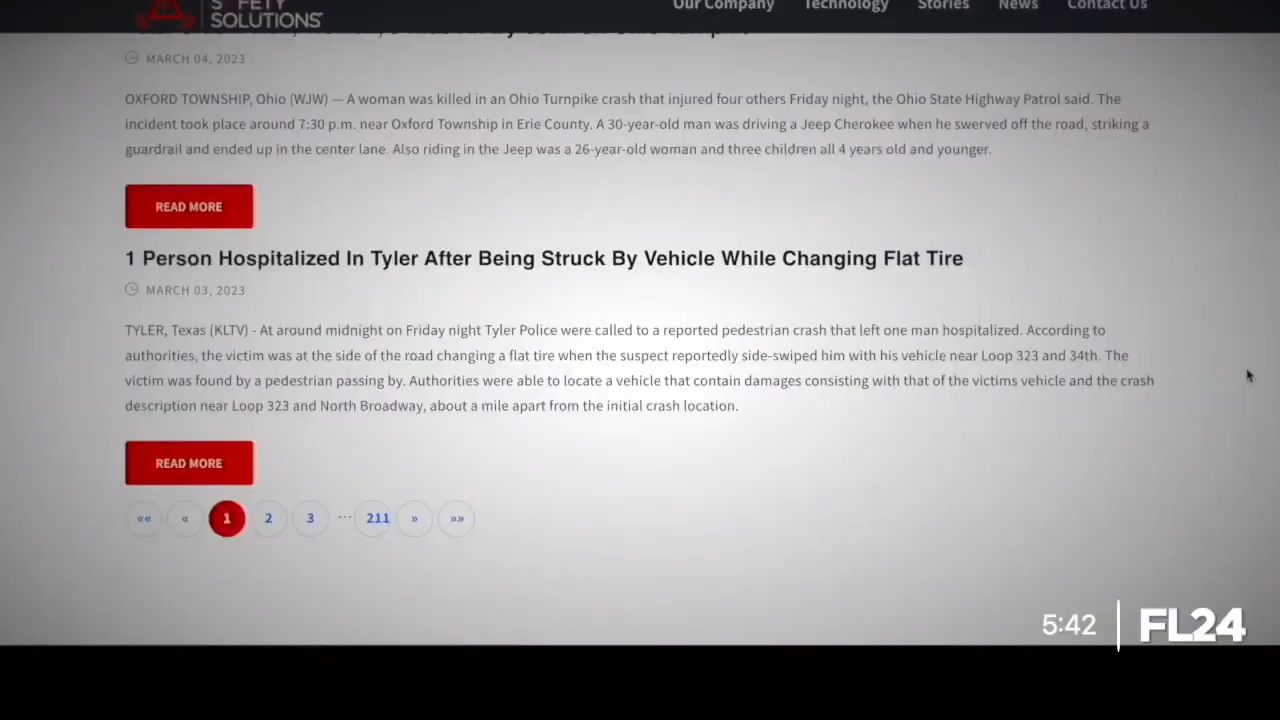 SAFETY
SOLUTIONS
Our Company
Technology
Stories
News
Contact Us
MARCH 04, 2023
OXFORD TOWNSHIP, Ohio (WJW) — A woman was killed in an Ohio Turnpike crash that injured four others Friday night, the Ohio State Highway Patrol said. The
incident took place around 7:30 p.m. near Oxford Township in Erie County. A 30-year-old man was driving a Jeep Cherokee when he swerved off the road, striking a
guardrail and ended up in the center lane. Also riding in the Jeep was a 26-year-old woman and three children all 4 years old and younger.
READ MORE
1 Person Hospitalized In Tyler After Being Struck By Vehicle While Changing Flat Tire
MARCH 03, 2023
TYLER, Texas (KLTV) - At around midnight on Friday night Tyler Police were called to a reported pedestrian crash that left one man hospitalized. According to
authorities, the victim was at the side of the road changing a flat tire when the suspect reportedly side-swiped him with his vehicle near Loop 323 and 34th. The
victim was found by a pedestrian passing by. Authorities were able to locate a vehicle that contain damages consisting with that of the victims vehicle and the crash
description near Loop 323 and North Broadway, about a mile apart from the initial crash location.
READ MORE
«« « 1 2 3 ... 211 » »»
5:42 FL24